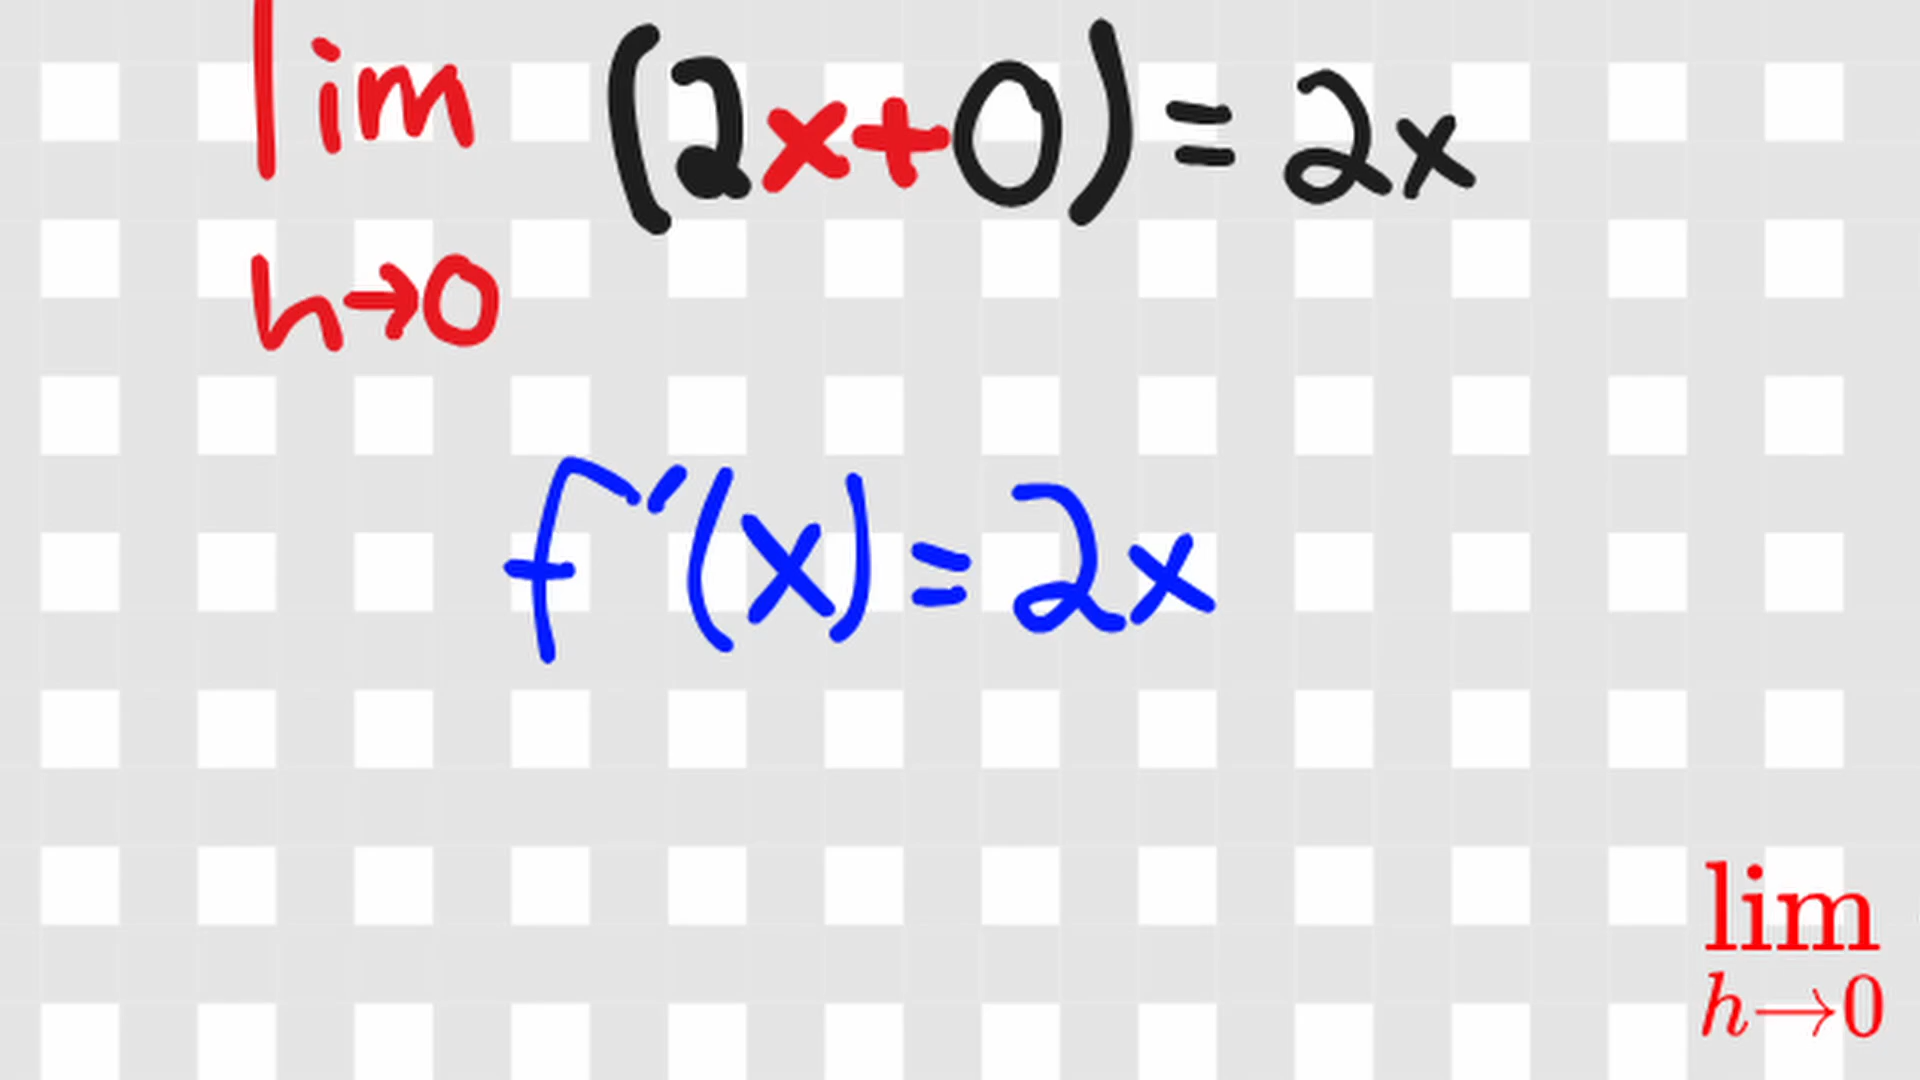 lim (2x+0) = 2x
h→0
f'(x) = 2x
lim
h→0